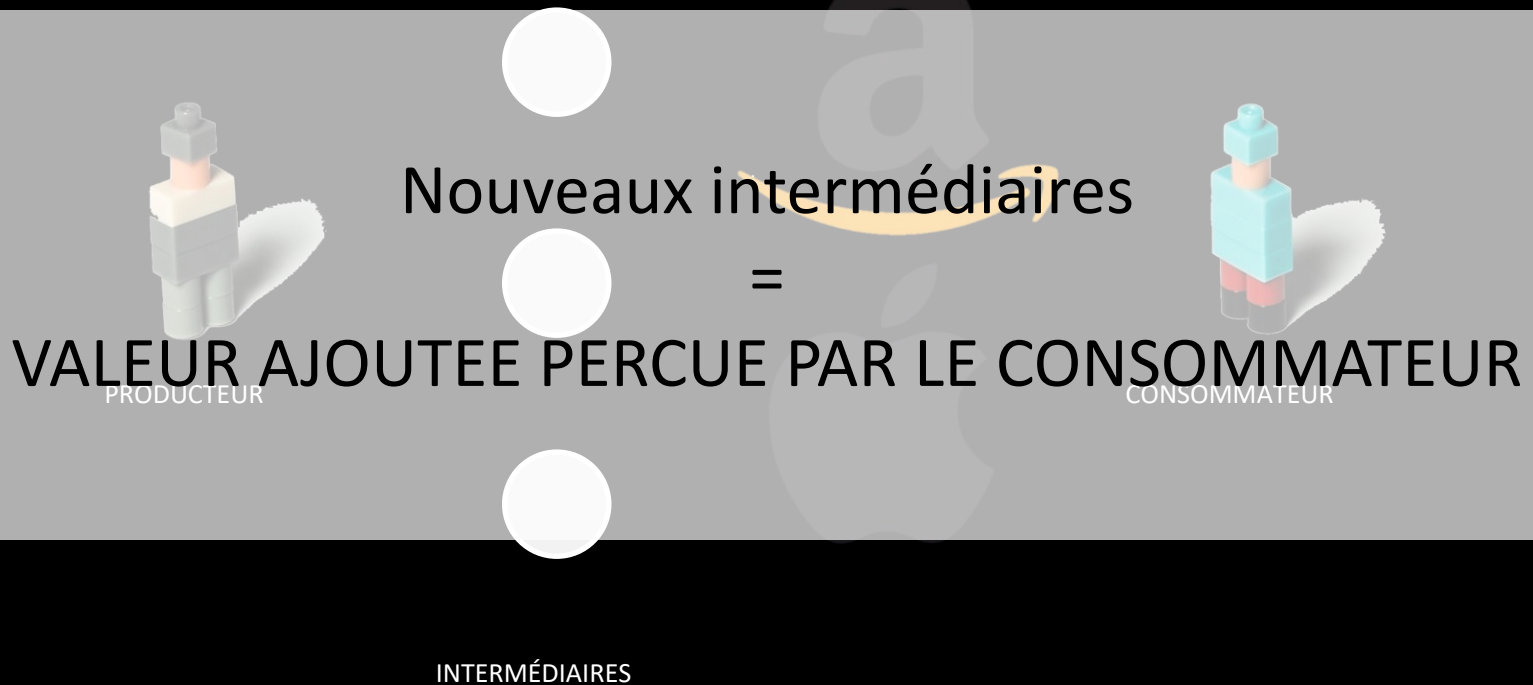 Nouveaux intermédiaires
=
VALEUR AJOUTEE PERCUE PAR LE CONSOMMATEUR
PRODUCTEUR
CONSOMMATEUR
INTERMÉDIAIRES
a